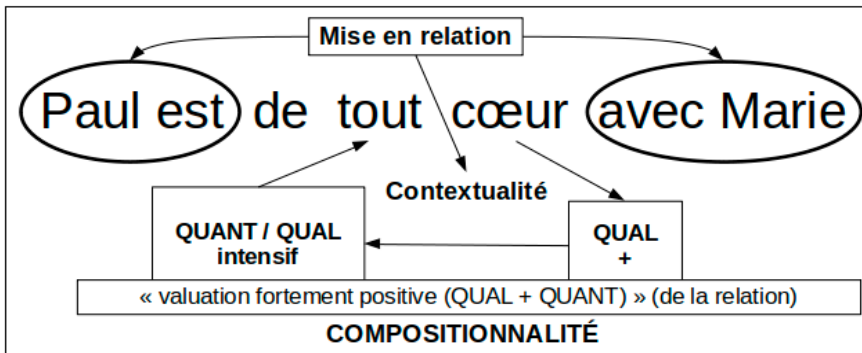 Mise en relation
Paul est de tout cœur avec Marie
Contextualité
QUANT / QUAL
intensif
QUAL
+
« valuation fortement positive (QUAL + QUANT) » (de la relation)
COMPOSITIONNALITÉ